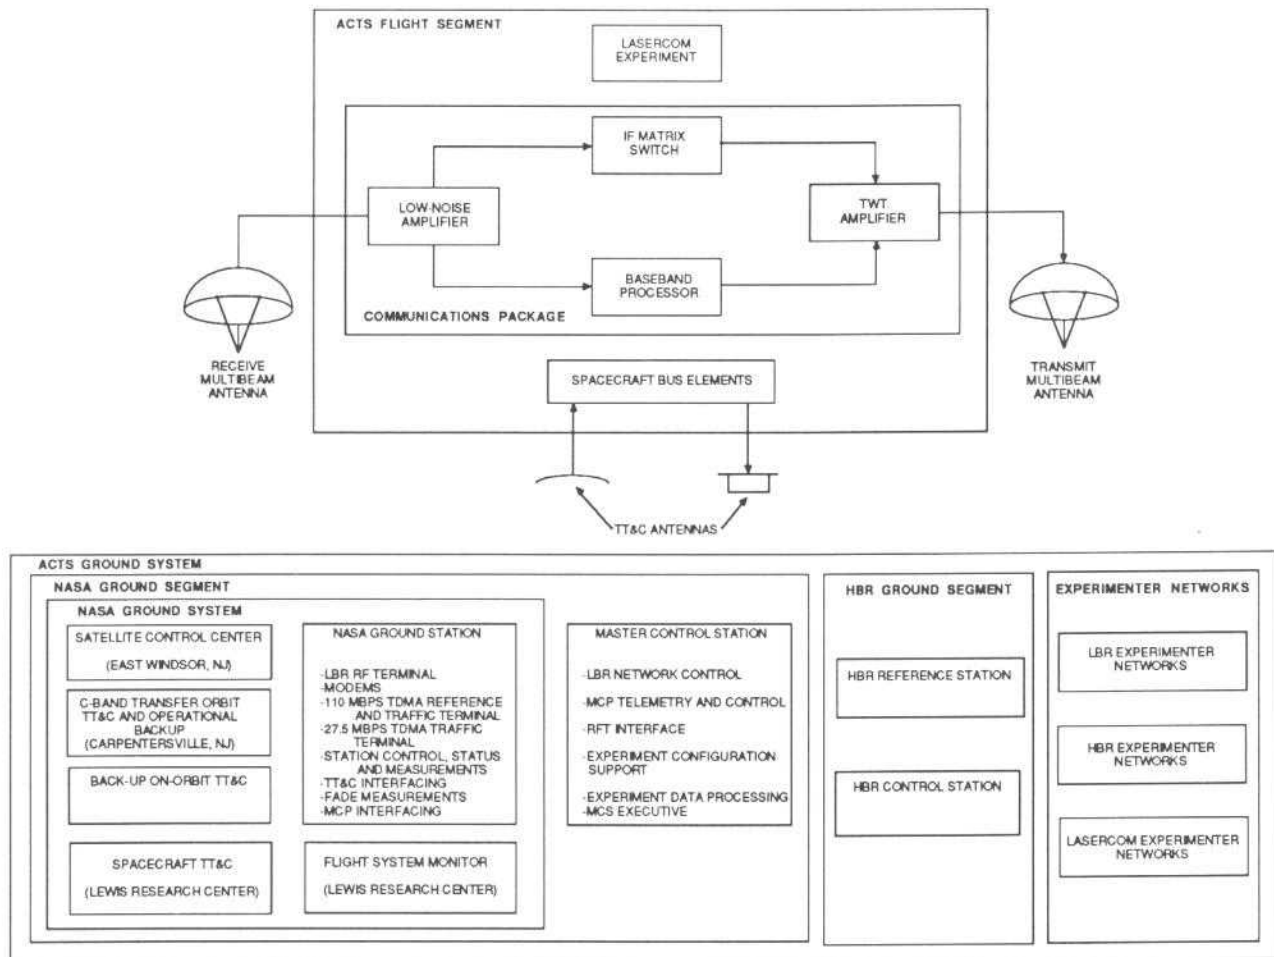 ACTS FLIGHT SEGMENT
LASERCOM
EXPERIMENT
IF MATRIX
SWITCH
LOW-NOISE
AMPLIFIER
TWT
AMPLIFIER
BASEBAND
PROCESSOR
COMMUNICATIONS PACKAGE
RECEIVE
MULTIBEAM
ANTENNA
TRANSMIT
MULTIBEAM
ANTENNA
SPACECRAFT BUS ELEMENTS
TT&C ANTENNAS
ACTS GROUND SYSTEM
NASA GROUND SEGMENT
NASA GROUND SYSTEM
SATELLITE CONTROL CENTER
(EAST WINDSOR, NJ)
C-BAND TRANSFER ORBIT
TT&C AND OPERATIONAL
BACKUP
(CARPENTERSVILLE, NJ)
BACK-UP ON-ORBIT TT&C
SPACECRAFT TT&C
(LEWIS RESEARCH CENTER)
NASA GROUND STATION
-LBR RF TERMINAL
-MODEMS
-110 MBPS TDMA REFERENCE
AND TRAFFIC TERMINAL
-27.5 MBPS TDMA TRAFFIC
TERMINAL
-STATION CONTROL, STATUS
AND MEASUREMENTS
-TT&C INTERFACING
-FADE MEASUREMENTS
-MCP INTERFACING
FLIGHT SYSTEM MONITOR
(LEWIS RESEARCH CENTER)
MASTER CONTROL STATION
-LBR NETWORK CONTROL
-MCP TELEMETRY AND CONTROL
-RFT INTERFACE
-EXPERIMENT CONFIGURATION
SUPPORT
-EXPERIMENT DATA PROCESSING
-MCS EXECUTIVE
HBR GROUND SEGMENT
HBR REFERENCE STATION
HBR CONTROL STATION
EXPERIMENTER NETWORKS
LBR EXPERIMENTER
NETWORKS
HBR EXPERIMENTER
NETWORKS
LASERCOM EXPERIMENTER
NETWORKS